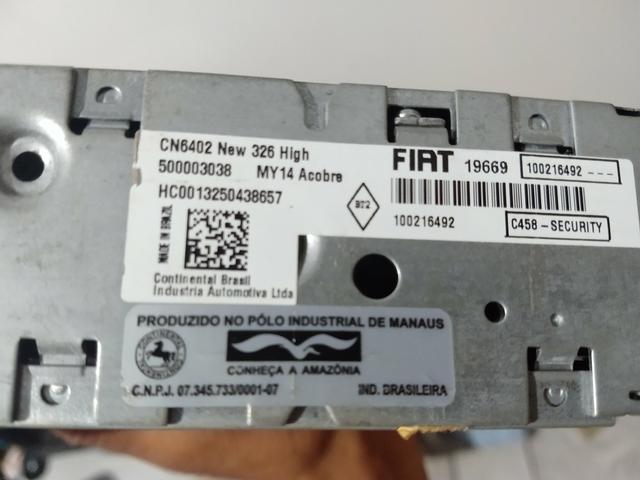 CN6402 New 326 High
500003038 MY14 Acobre
HC0013250438657
MADE IN BRAZIL
Continental Brasil
Industria Automotiva Ltda
FIAT 19669 100216492 ---
BT2
100216492 C458-SECURITY
PRODUZIDO NO PÓLO INDUSTRIAL DE MANAUS
CONTINENTAL
CONHEÇA A AMAZÔNIA
C.N.P.J. 07.345.733/0001-07 IND. BRASILEIRA